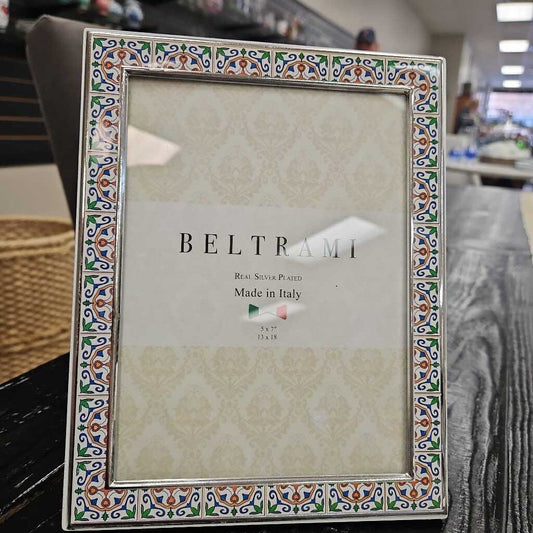 BELTRAMI
REAL SILVER PLATED
Made in Italy
5 x 7"
13 x 18